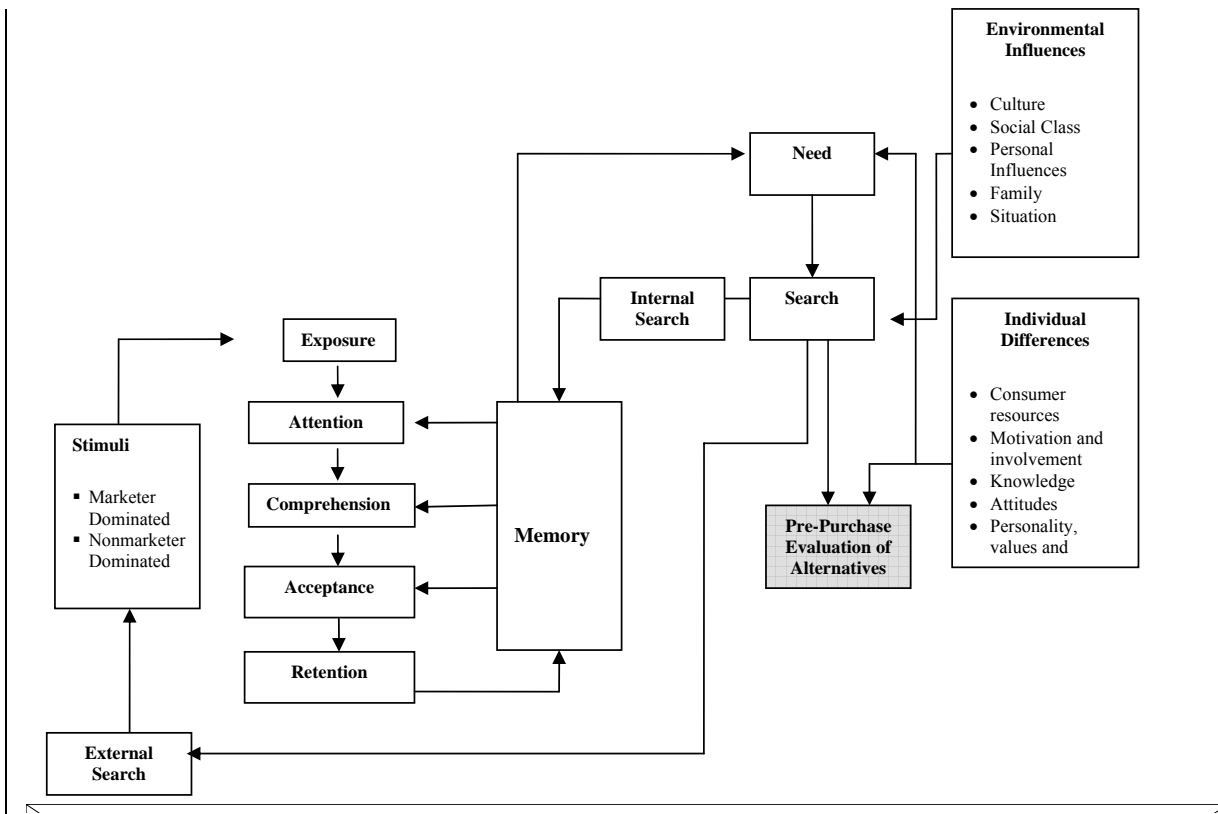 Environmental
Influences
• Culture
• Social Class
• Personal
Influences
• Family
• Situation
Need
Search
Internal
Search
Individual
Differences
• Consumer
resources
• Motivation and
involvement
• Knowledge
• Attitudes
• Personality,
values and
Exposure
Attention
Comprehension
Acceptance
Retention
Memory
Stimuli
▪ Marketer
Dominated
▪ Nonmarketer
Dominated
Pre-Purchase
Evaluation of
Alternatives
External
Search